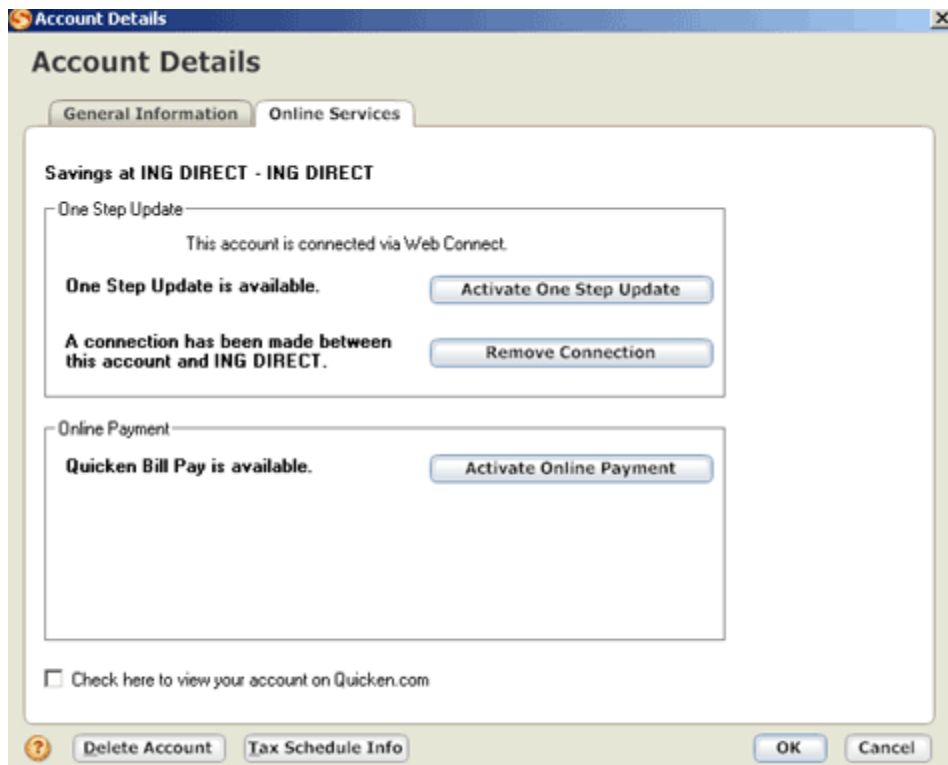 Account Details
Account Details
General Information Online Services
Savings at ING DIRECT - ING DIRECT
One Step Update
This account is connected via Web Connect.
One Step Update is available. Activate One Step Update
A connection has been made between
this account and ING DIRECT. Remove Connection
Online Payment
Quicken Bill Pay is available. Activate Online Payment
Check here to view your account on Quicken.com
? Delete Account Tax Schedule Info OK Cancel